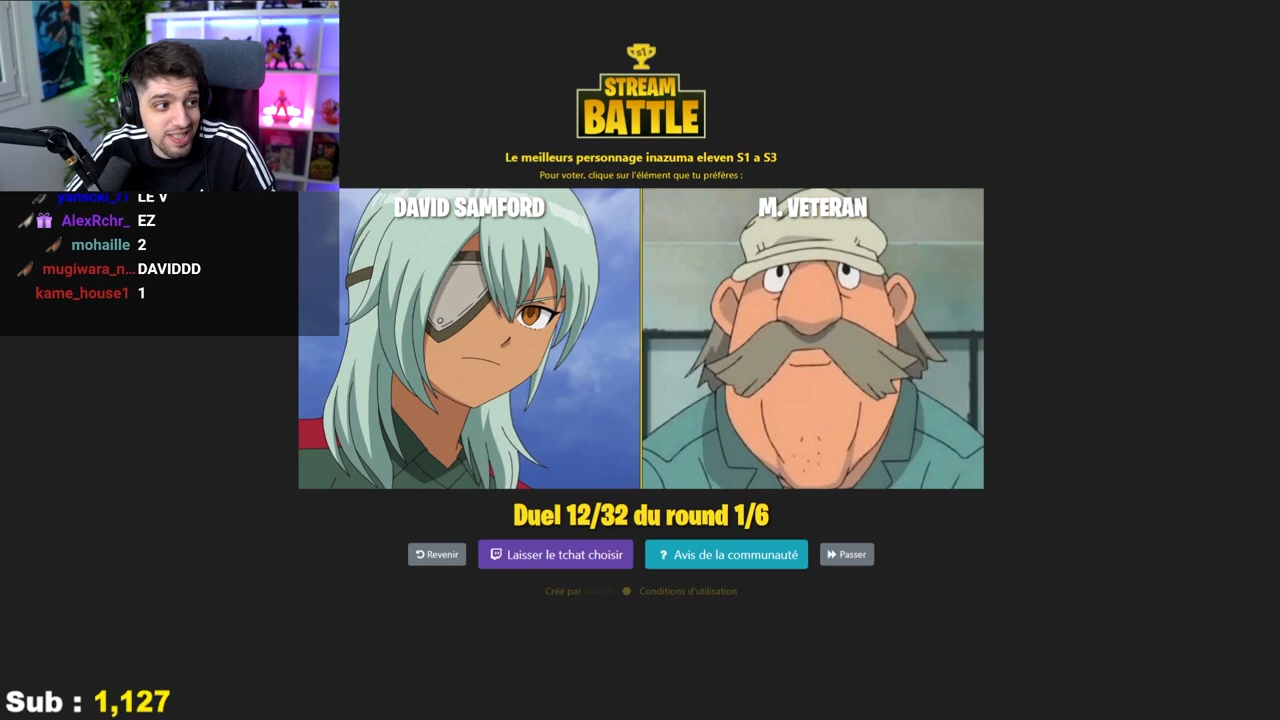 STREAM
BATTLE
Le meilleurs personnage inazuma eleven S1 a S3
Pour voter, clique sur l'élément que tu préfères :
DAVID SAMFORD
M. VETERAN
LE V
AlexRchr_ EZ
mohaille 2
mugiwara_n... DAVIDDD
kame_house1 1
Duel 12/32 du round 1/6
Revenir
Laisser le tchat choisir
? Avis de la communauté
Passer
Créé par
Conditions d'utilisation
Sub : 1,127